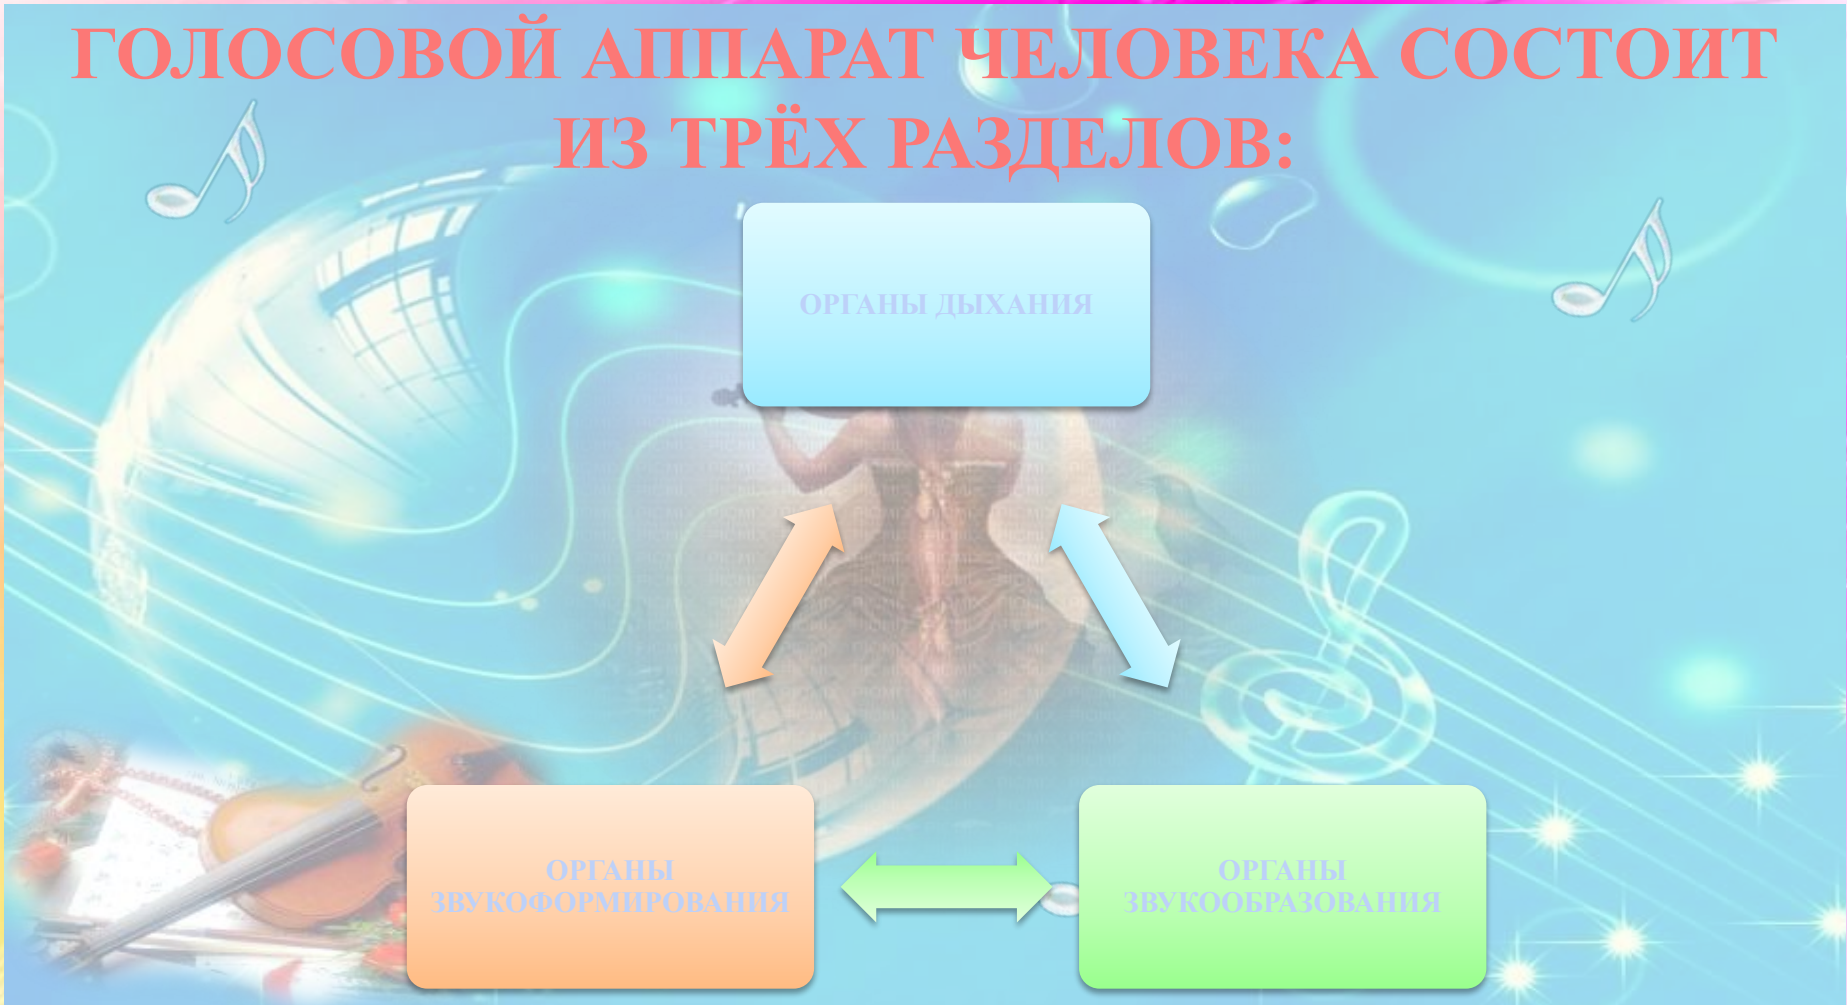 ГОЛОСОВОЙ АППАРАТ ЧЕЛОВЕКА СОСТОИТ
ИЗ ТРЁХ РАЗДЕЛОВ:
ОРГАНЫ ДЫХАНИЯ
ОРГАНЫ
ЗВУКОФОРМИРОВАНИЯ
ОРГАНЫ
ЗВУКООБРАЗОВАНИЯ